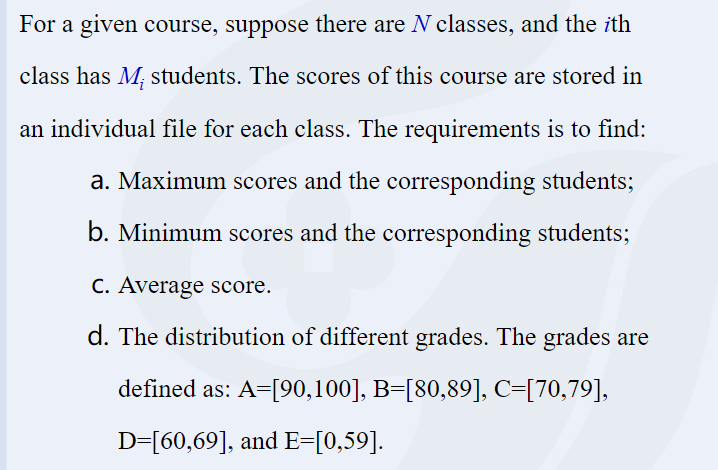 For a given course, suppose there are N classes, and the ith
class has Mi students. The scores of this course are stored in
an individual file for each class. The requirements is to find:
a. Maximum scores and the corresponding students;
b. Minimum scores and the corresponding students;
c. Average score.
d. The distribution of different grades. The grades are
defined as: A=[90,100], B=[80,89], C=[70,79],
D=[60,69], and E=[0,59].